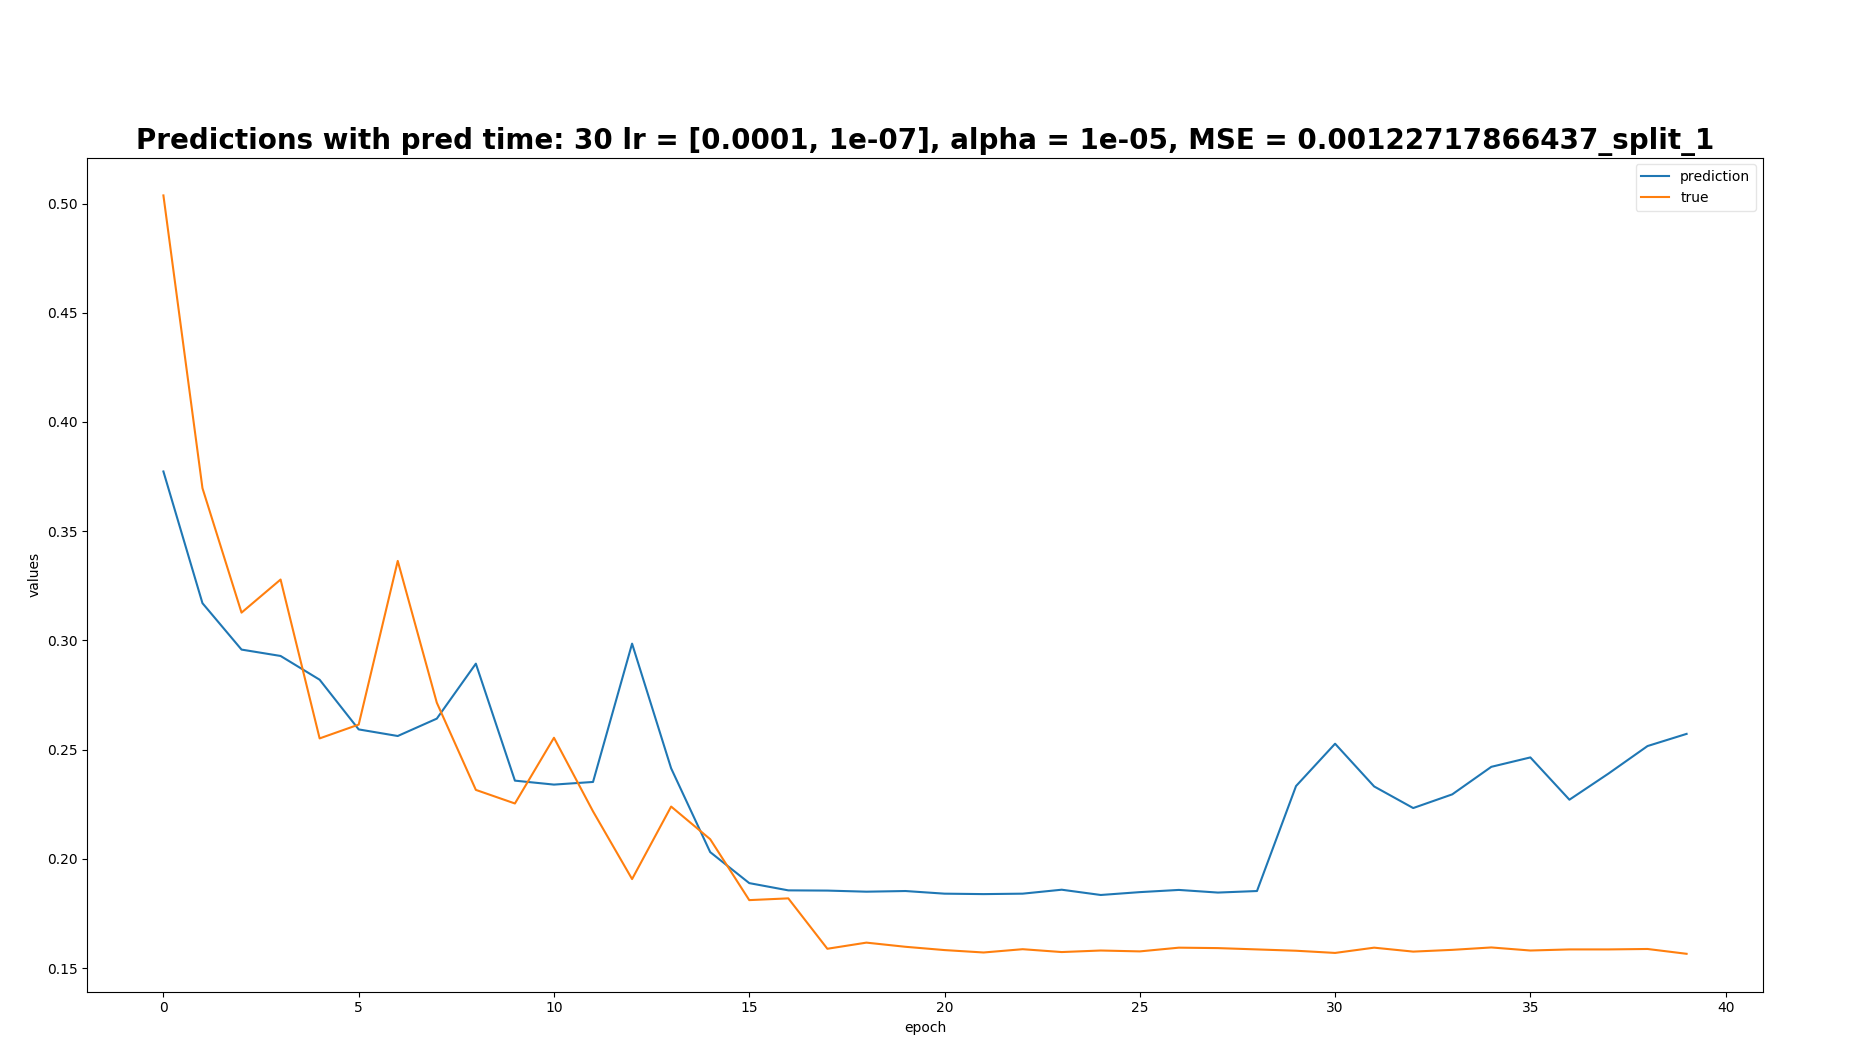 Predictions with pred time: 30 lr = [0.0001, 1e-07], alpha = 1e-05, MSE = 0.00122717866437_split_1
prediction
true
0.50
0.45
0.40
0.35
0.30
0.25
0.20
0.15
values
0 5 10 15 20 25 30 35 40
epoch